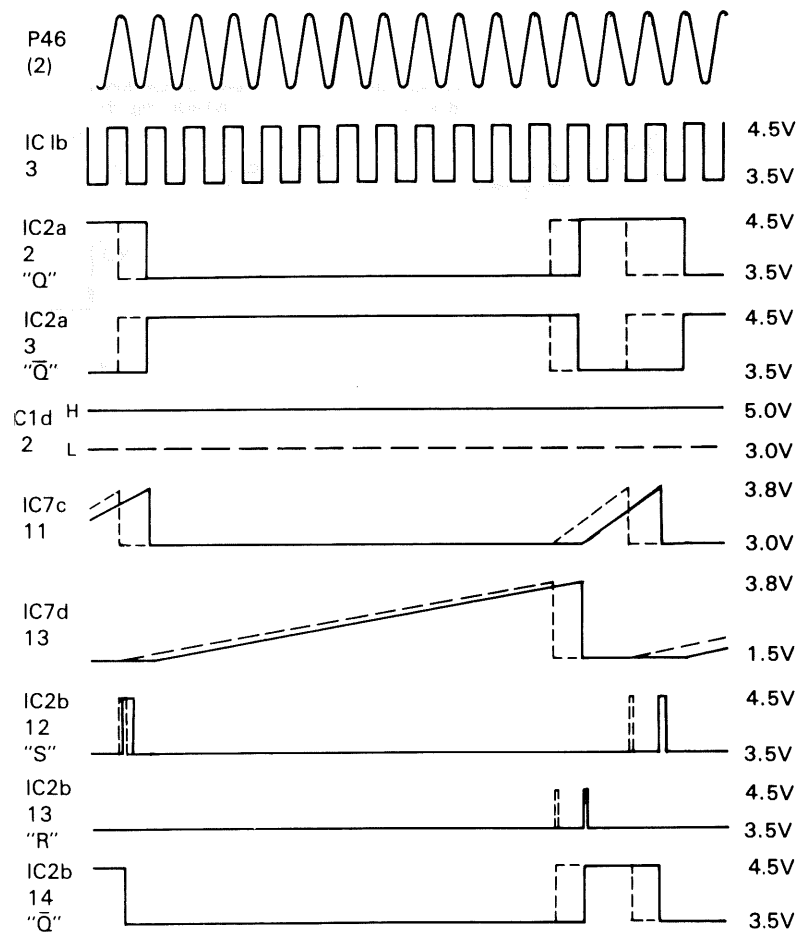 P46
(2)
IC 1b
3
4.5V
3.5V
IC2a
2
"Q"
4.5V
3.5V
IC2a
3
"Q̅"
4.5V
3.5V
C1d H
2 L
5.0V
3.0V
IC7c
11
3.8V
3.0V
IC7d
13
3.8V
1.5V
IC2b
12
"S"
4.5V
3.5V
IC2b
13
"R"
4.5V
3.5V
IC2b
14
"Q̅"
4.5V
3.5V